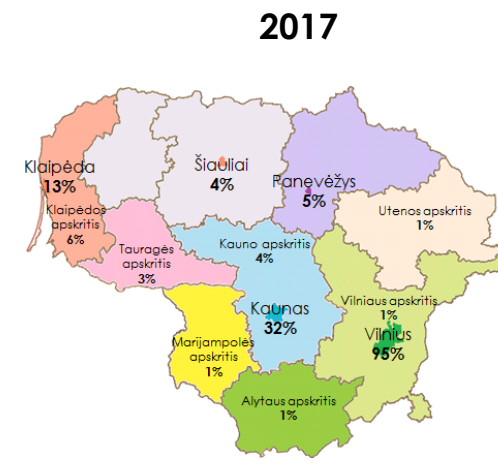 2017
Klaipėda
13%
Klaipėdos
apskritis
6%
Šiauliai
4%
Panevėžys
5%
Utenos apskritis
1%
Tauragės
apskritis
3%
Kauno apskritis
4%
Kaunas
32%
Vilniaus apskritis
1%
Vilnius
95%
Marijampolės
apskritis
1%
Alytaus apskritis
1%